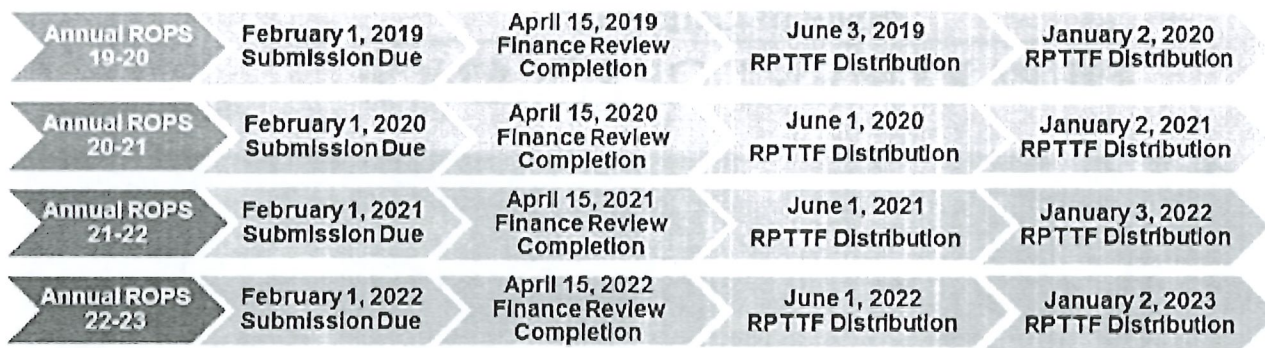 Annual ROPS
19-20
February 1, 2019
Submission Due
April 15, 2019
Finance Review
Completion
June 3, 2019
RPTTF Distribution
January 2, 2020
RPTTF Distribution
Annual ROPS
20-21
February 1, 2020
Submission Due
April 15, 2020
Finance Review
Completion
June 1, 2020
RPTTF Distribution
January 2, 2021
RPTTF Distribution
Annual ROPS
21-22
February 1, 2021
Submission Due
April 15, 2021
Finance Review
Completion
June 1, 2021
RPTTF Distribution
January 3, 2022
RPTTF Distribution
Annual ROPS
22-23
February 1, 2022
Submission Due
April 15, 2022
Finance Review
Completion
June 1, 2022
RPTTF Distribution
January 2, 2023
RPTTF Distribution